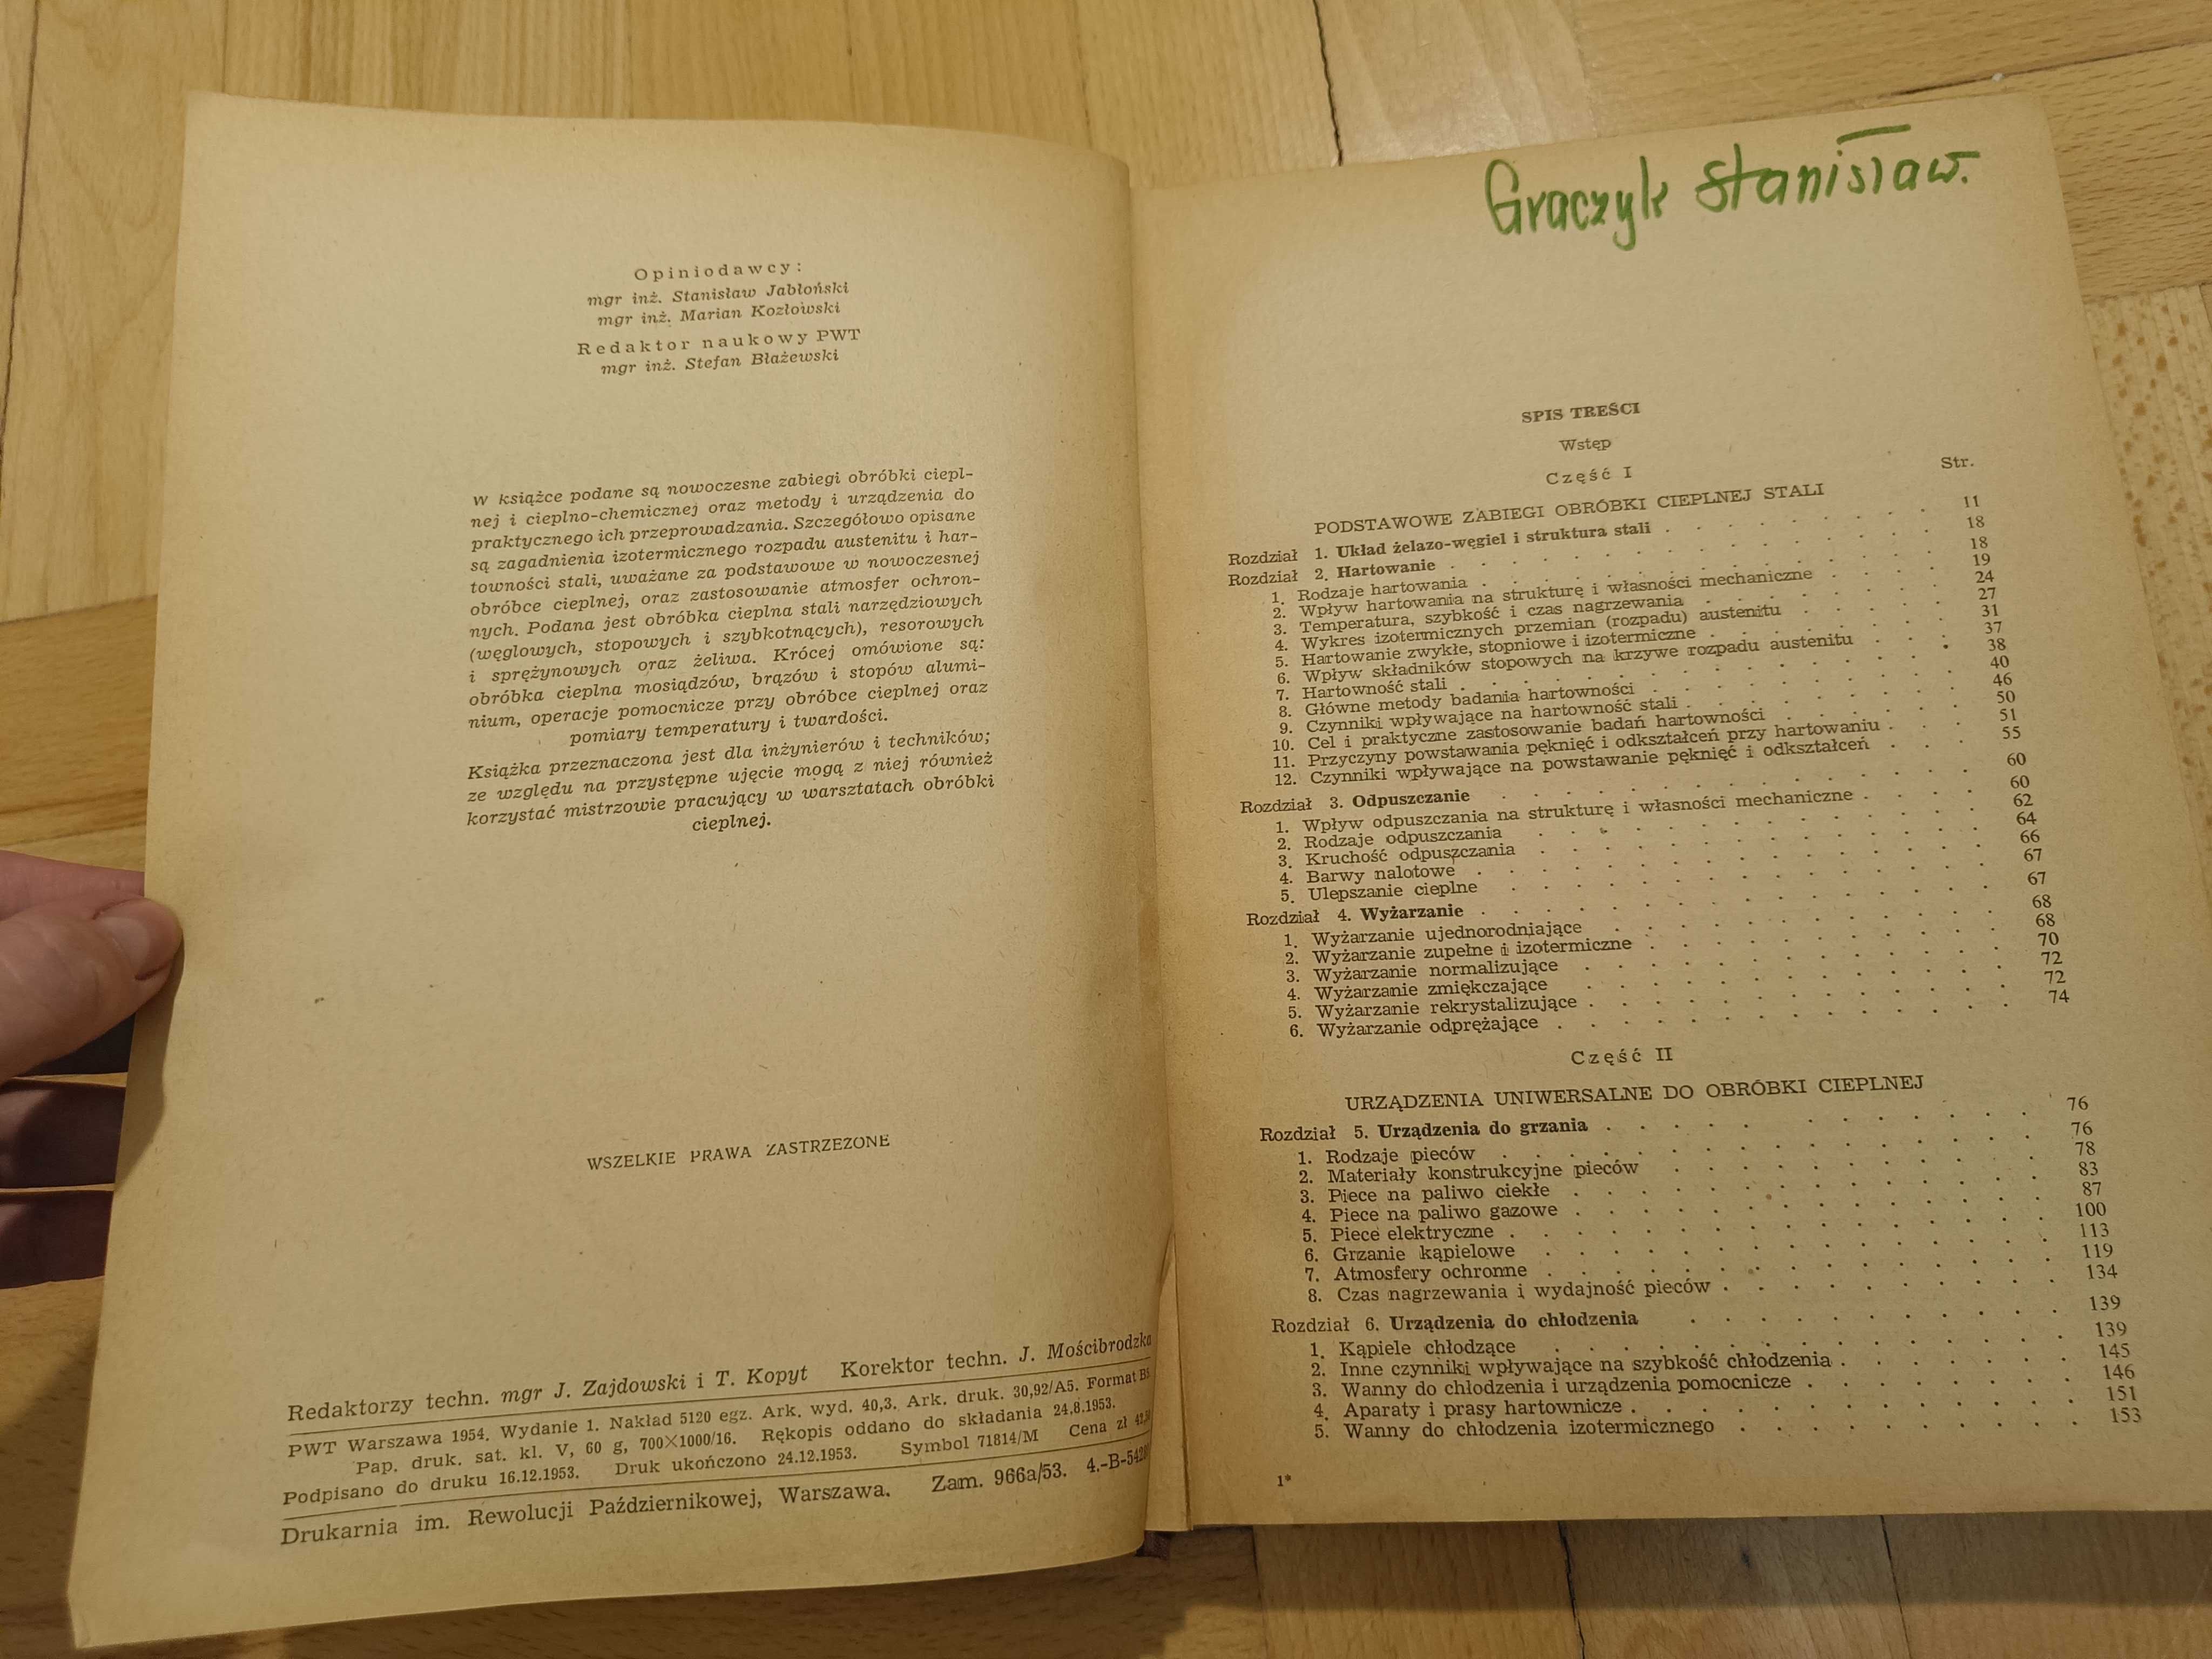 Opiniodawcy:
mgr inż. Stanisław Jabłoński
mgr inż. Marian Kozłowski
Redaktor naukowy PWT
mgr inż. Stefan Błażewski
W książce podane są nowoczesne zabiegi obróbki ciepl-
nej i cieplno-chemicznej oraz metody i urządzenia do
praktycznego ich przeprowadzania. Szczegółowo opisane
są zagadnienia izotermicznego rozpadu austenitu i har-
towności stali, uważane za podstawowe w nowoczesnej
obróbce cieplnej, oraz zastosowanie atmosfer ochron-
nych. Podana jest obróbka cieplna stali narzędziowych
(węglowych, stopowych i szybkotnących), resorowych
i sprężynowych oraz żeliwa. Krócej omówione są:
obróbka cieplna mosiądzów, brązów i stopów alumi-
nium, operacje pomocnicze przy obróbce cieplnej oraz
pomiary temperatury i twardości.
Książka przeznaczona jest dla inżynierów i techników;
ze względu na przystępne ujęcie mogą z niej również
korzystać mistrzowie pracujący w warsztatach obróbki
cieplnej.
WSZELKIE PRAWA ZASTRZEŻONE
Redaktorzy techn. mgr J. Zajdowski i T. Kopyt Korektor techn. J. Mościbrodzka
PWT Warszawa 1954. Wydanie 1. Nakład 5120 egz. Ark. wyd. 40,3. Ark. druk. 30,92/A5. Format B5
Pap. druk. sat. kl. V, 60 g, 700×1000/16. Rękopis oddano do składania 24.8.1953.
Podpisano do druku 16.12.1953. Druk ukończono 24.12.1953. Symbol 71814/M Cena zł
Drukarnia im. Rewolucji Październikowej, Warszawa. Zam. 966a/53.
Graczyk Stanisław.
SPIS TREŚCI
Wstęp
Część I
Str.
PODSTAWOWE ZABIEGI OBRÓBKI CIEPLNEJ STALI
Rozdział 1. Układ żelazo-węgiel i struktura stali . . . 11
Rozdział 2. Hartowanie . . . 18
1. Rodzaje hartowania . . . 18
2. Wpływ hartowania na strukturę i własności mechaniczne . . . 19
3. Temperatura, szybkość i czas nagrzewania . . . 24
4. Wykres izotermicznych przemian (rozpadu) austenitu . . . 27
5. Hartowanie zwykłe, stopniowe i izotermiczne . . . 31
6. Wpływ składników stopowych na krzywe rozpadu austenitu . . . 37
7. Hartowność stali . . . 38
8. Główne metody badania hartowności . . . 40
9. Czynniki wpływające na hartowność stali . . . 46
10. Cel i praktyczne zastosowanie badań hartowności . . . 50
11. Przyczyny powstawania pęknięć i odkształceń przy hartowaniu . . . 51
12. Czynniki wpływające na powstawanie pęknięć i odkształceń . . . 55
Rozdział 3. Odpuszczanie . . . 60
1. Wpływ odpuszczania na strukturę i własności mechaniczne . . . 60
2. Rodzaje odpuszczania . . . 62
3. Kruchość odpuszczania . . . 64
4. Barwy nalotowe . . . 66
5. Ulepszanie cieplne . . . 67
Rozdział 4. Wyżarzanie . . . 67
1. Wyżarzanie ujednorodniające . . . 68
2. Wyżarzanie zupełne i izotermiczne . . . 68
3. Wyżarzanie normalizujące . . . 70
4. Wyżarzanie zmiękczające . . . 72
5. Wyżarzanie rekrystalizujące . . . 72
6. Wyżarzanie odprężające . . . 74
Część II
URZĄDZENIA UNIWERSALNE DO OBRÓBKI CIEPLNEJ
Rozdział 5. Urządzenia do grzania . . . 76
1. Rodzaje pieców . . . 76
2. Materiały konstrukcyjne pieców . . . 78
3. Piece na paliwo ciekłe . . . 83
4. Piece na paliwo gazowe . . . 87
5. Piece elektryczne . . . 100
6. Grzanie kąpielowe . . . 113
7. Atmosfery ochronne . . . 119
8. Czas nagrzewania i wydajność pieców . . . 134
Rozdział 6. Urządzenia do chłodzenia . . . 139
1. Kąpiele chłodzące . . . 139
2. Inne czynniki wpływające na szybkość chłodzenia . . . 145
3. Wanny do chłodzenia i urządzenia pomocnicze . . . 146
4. Aparaty i prasy hartownicze . . . 151
5. Wanny do chłodzenia izotermicznego . . . 153
1*